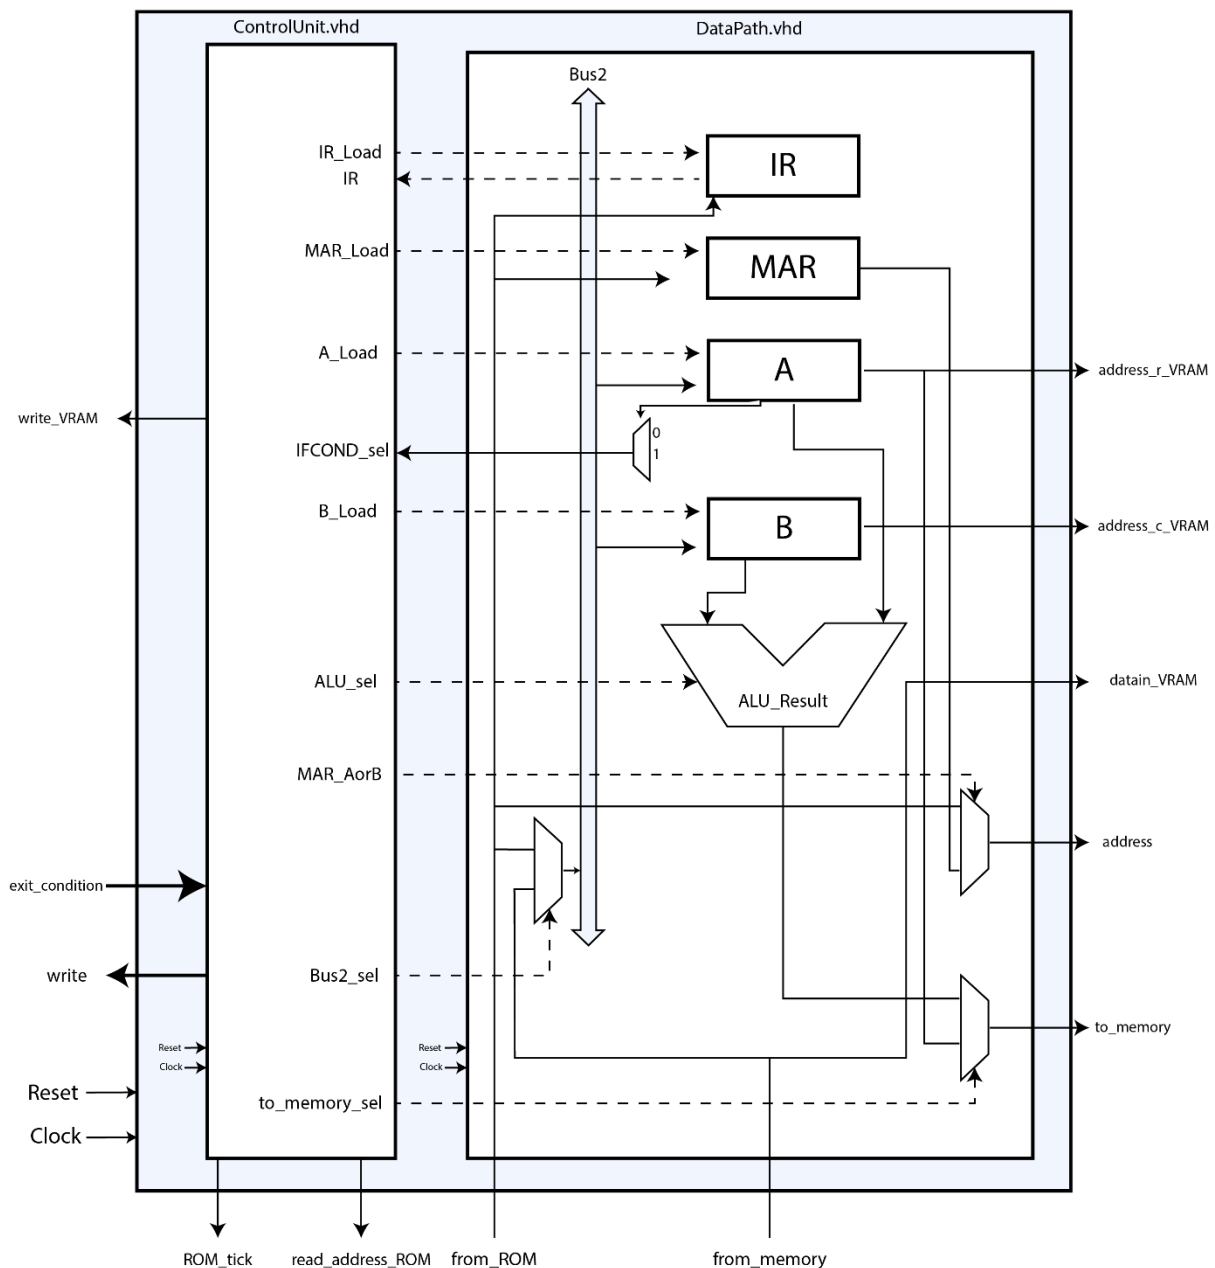 ControlUnit.vhd
DataPath.vhd
Bus2
IR_Load
IR
IR
MAR_Load
MAR
A_Load
A
address_r_VRAM
write_VRAM
0
1
IFCOND_sel
B_Load
B
address_c_VRAM
ALU_sel
ALU_Result
datain_VRAM
MAR_AorB
address
exit_condition
write
Bus2_sel
to_memory
Reset
Clock
Reset
Clock
Reset
Clock
to_memory_sel
ROM_tick
read_address_ROM
from_ROM
from_memory